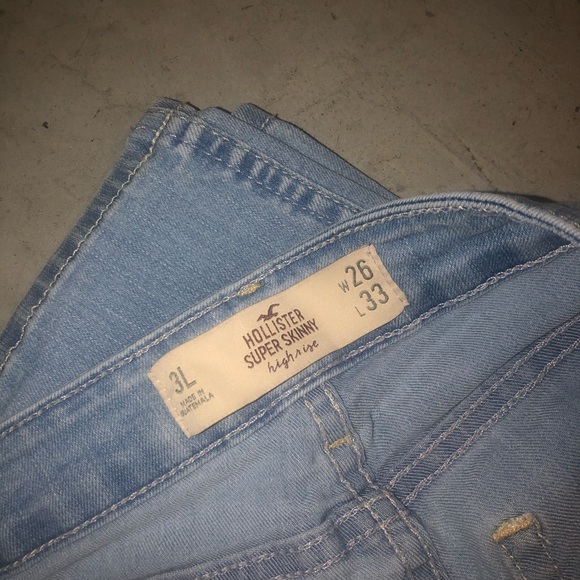 3L
MADE IN
GUATEMALA
HOLLISTER
SUPER SKINNY
high rise
W 26
L 33